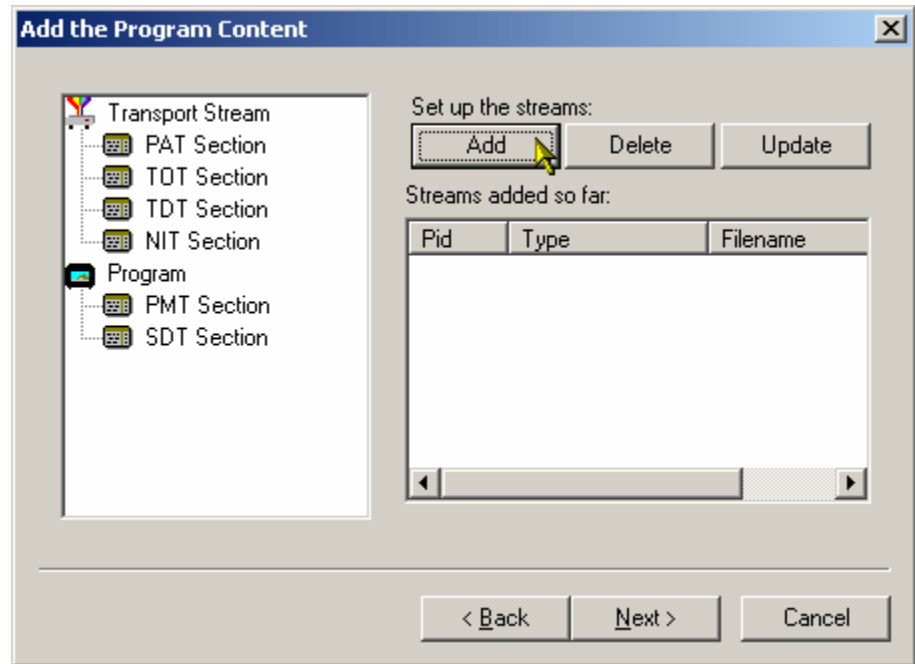 Add the Program Content
Transport Stream
PAT Section
TOT Section
TDT Section
NIT Section
Program
PMT Section
SDT Section
Set up the streams:
Add Delete Update
Streams added so far:
Pid Type Filename
< Back Next > Cancel